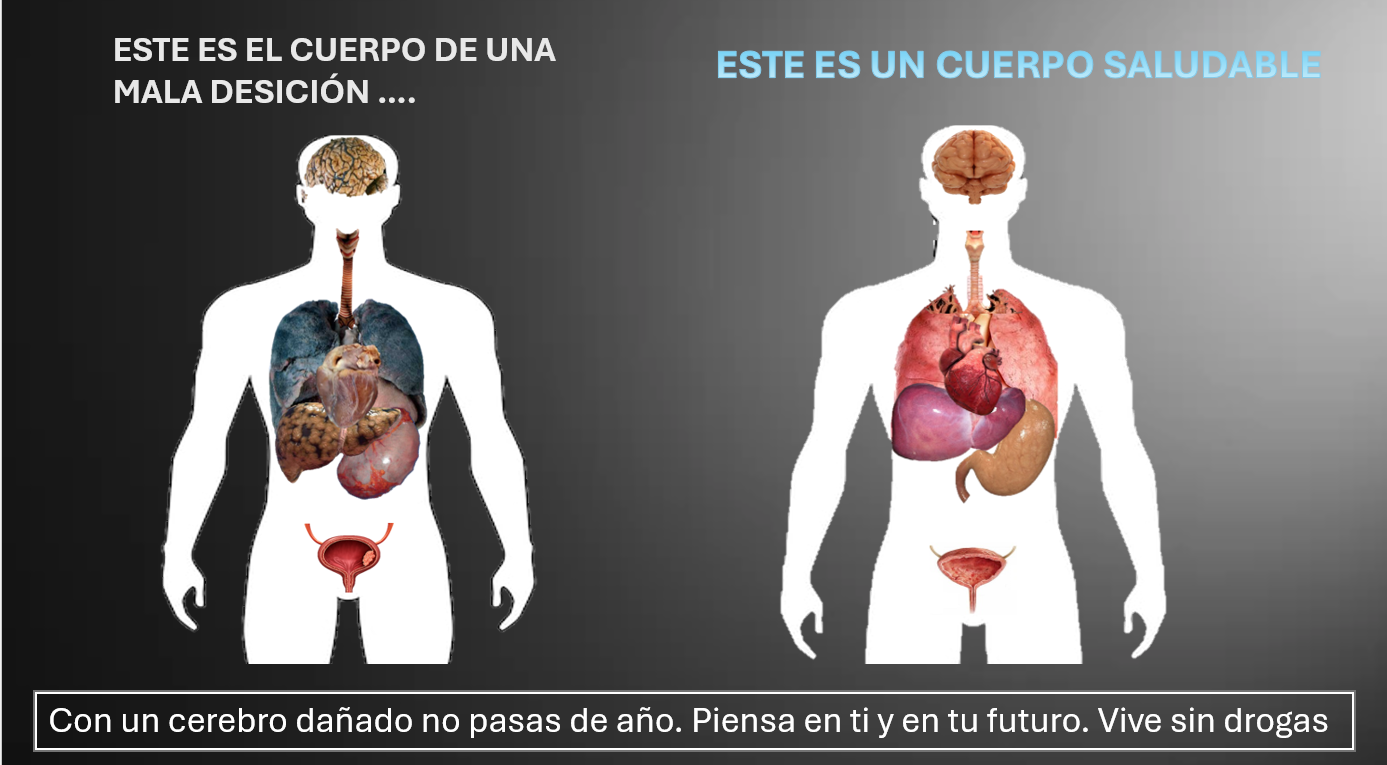 ESTE ES EL CUERPO DE UNA
MALA DESICIÓN ....
ESTE ES UN CUERPO SALUDABLE
Con un cerebro dañado no pasas de año. Piensa en ti y en tu futuro. Vive sin drogas